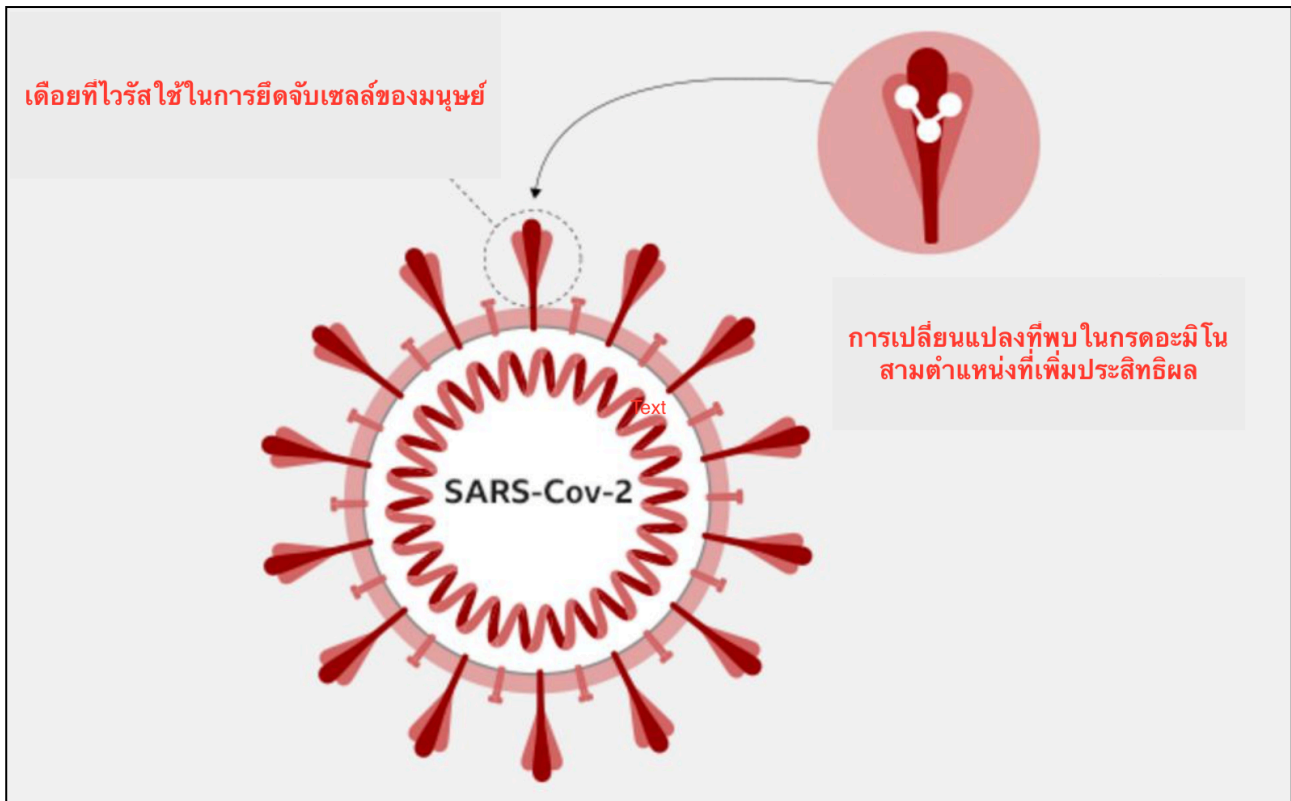 เดือยที่ไวรัสใช้ในการยึดจับเซลล์ของมนุษย์
การเปลี่ยนแปลงที่พบในกรดอะมิโน
สามตำแหน่งที่เพิ่มประสิทธิผล
Text
SARS-Cov-2